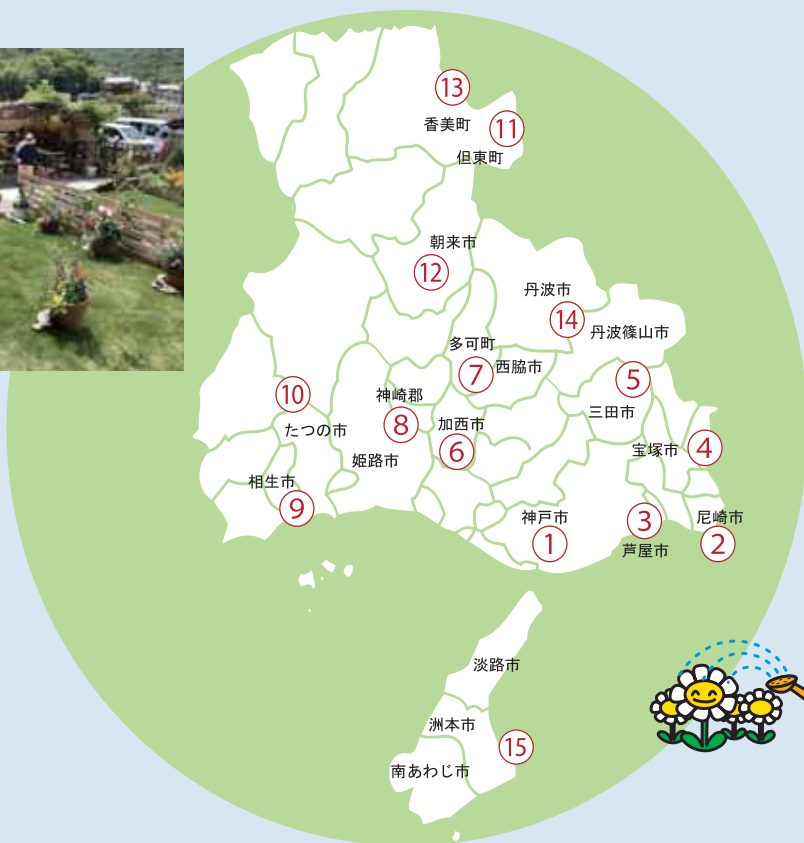 ⑬
香美町
⑪
但東町
朝来市
⑫
丹波市
⑭
丹波篠山市
多可町
⑦
西脇市
⑤
⑩
神崎郡
三田市
たつの市
⑧
加西市
⑥
宝塚市
④
姫路市
相生市
⑨
神戸市
①
③
芦屋市
尼崎市
②
淡路市
洲本市
⑮
南あわじ市